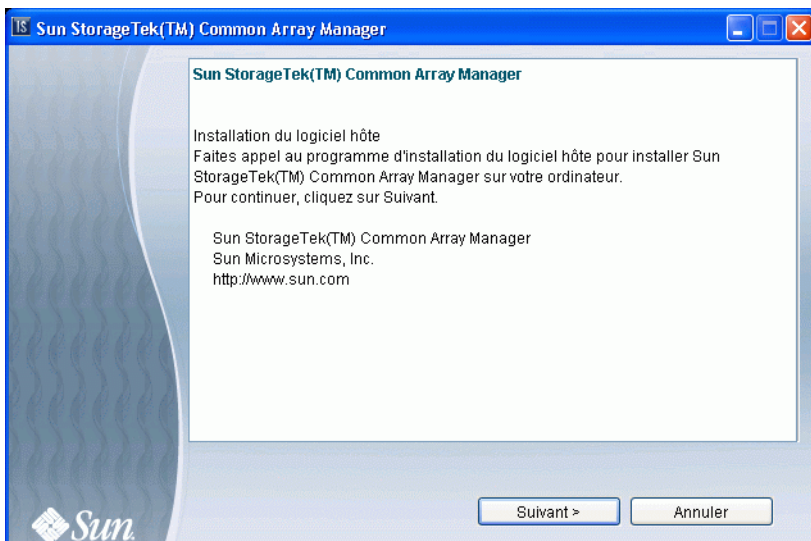 IS Sun StorageTek(TM) Common Array Manager
Sun StorageTek(TM) Common Array Manager
Installation du logiciel hôte
Faites appel au programme d'installation du logiciel hôte pour installer Sun
StorageTek(TM) Common Array Manager sur votre ordinateur.
Pour continuer, cliquez sur Suivant.
Sun StorageTek(TM) Common Array Manager
Sun Microsystems, Inc.
http://www.sun.com
Suivant >
Annuler
Sun